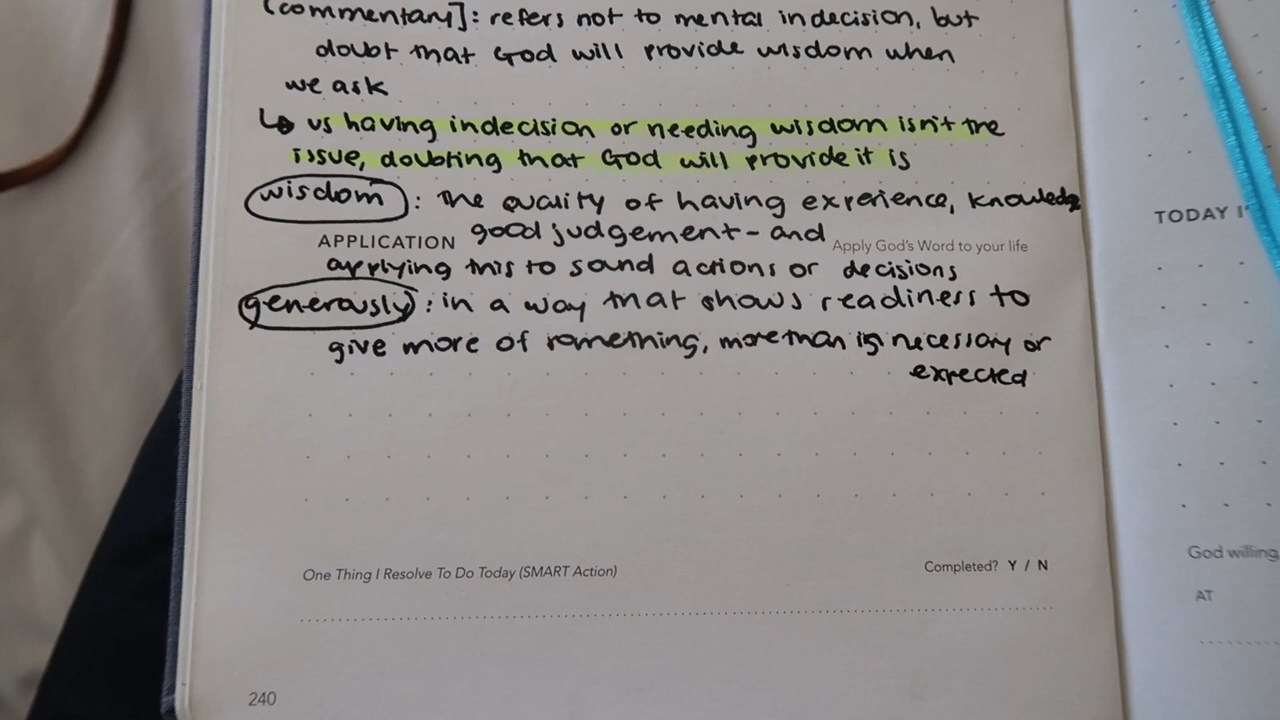 [commentary]: refers not to mental indecision, but
doubt that God will provide wisdom when
we ask
↳ us having indecision or needing wisdom isn't the
issue, doubting that God will provide it is
wisdom: the quality of having experience, knowledge
good judgement - and
APPLICATION
Apply God's Word to your life
applying this to sound actions or decisions
generously: in a way that shows readiness to
give more of something, more than is necessary or
expected
One Thing I Resolve To Do Today (SMART Action)
Completed? Y / N
240
TODAY I
God willing
AT